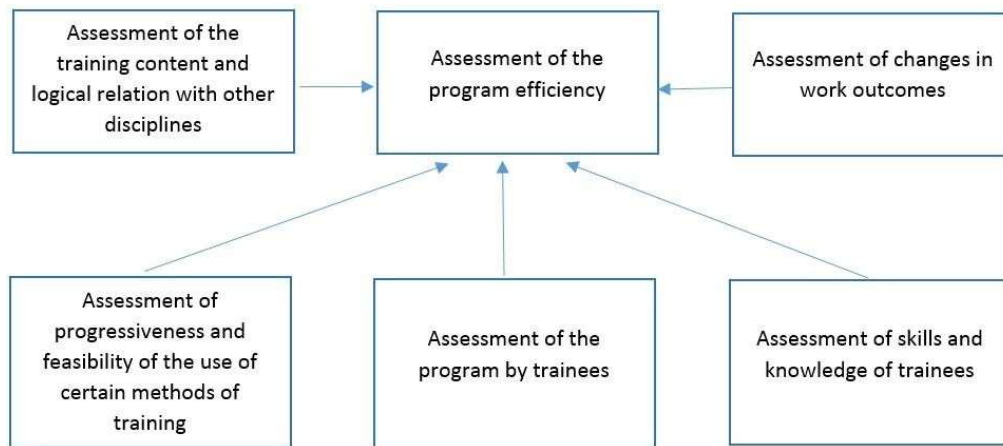 Assessment of the
training content and
logical relation with other
disciplines
Assessment of the
program efficiency
Assessment of changes in
work outcomes
Assessment of
progressiveness and
feasibility of the use of
certain methods of
training
Assessment of the
program by trainees
Assessment of skills and
knowledge of trainees